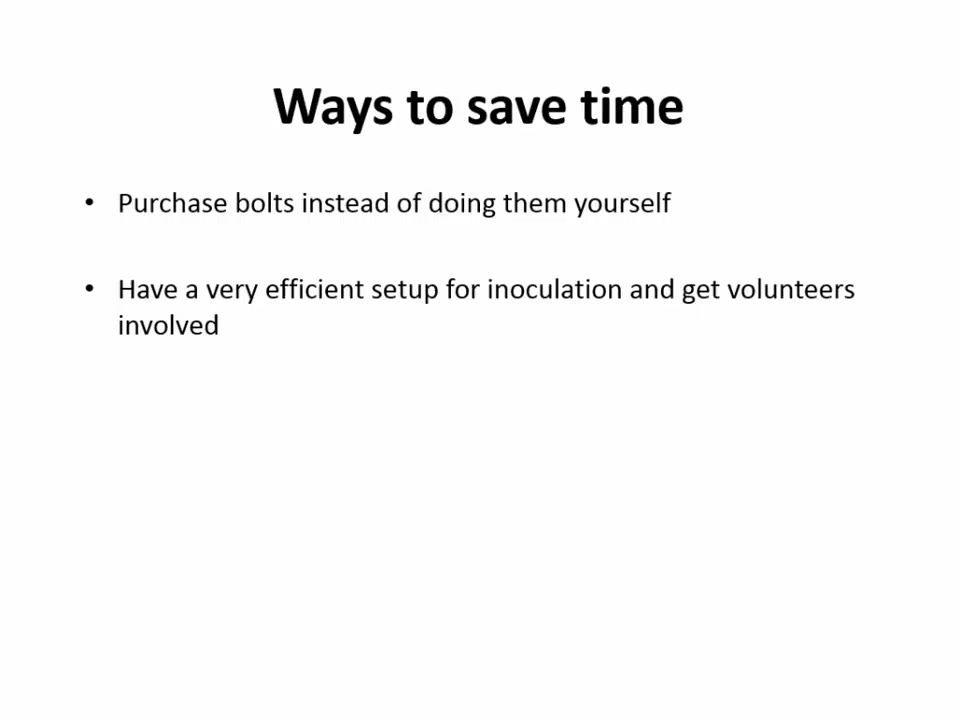 Ways to save time
• Purchase bolts instead of doing them yourself
• Have a very efficient setup for inoculation and get volunteers
involved